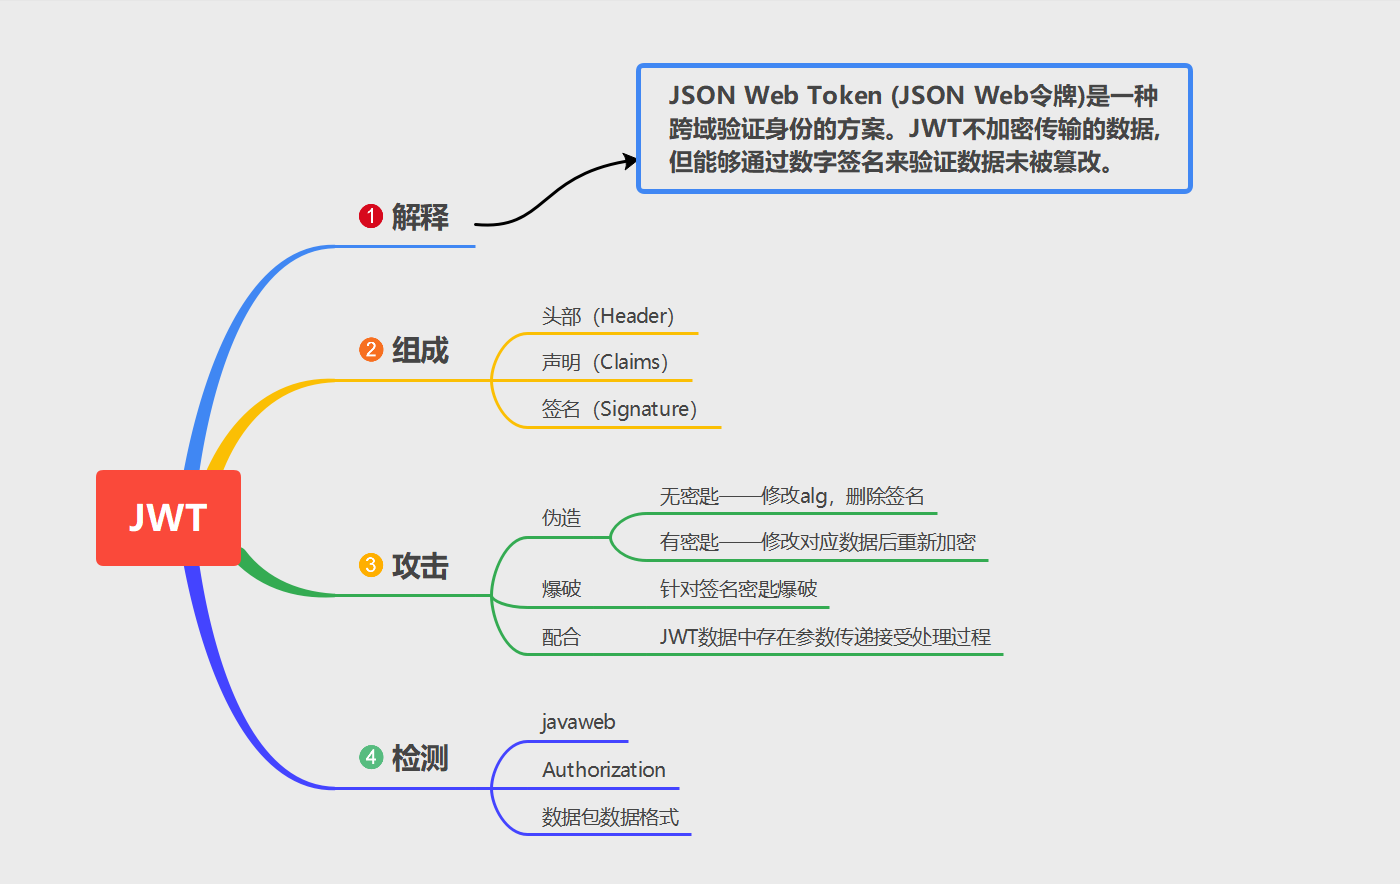 JSON Web Token (JSON Web令牌)是一种
跨域验证身份的方案。JWT不加密传输的数据,
但能够通过数字签名来验证数据未被篡改。
1 解释
头部（Header）
2 组成
声明（Claims）
签名（Signature）
JWT
无密匙——修改alg，删除签名
伪造
有密匙——修改对应数据后重新加密
3 攻击
爆破 针对签名密匙爆破
配合 JWT数据中存在参数传递接受处理过程
javaweb
4 检测
Authorization
数据包数据格式